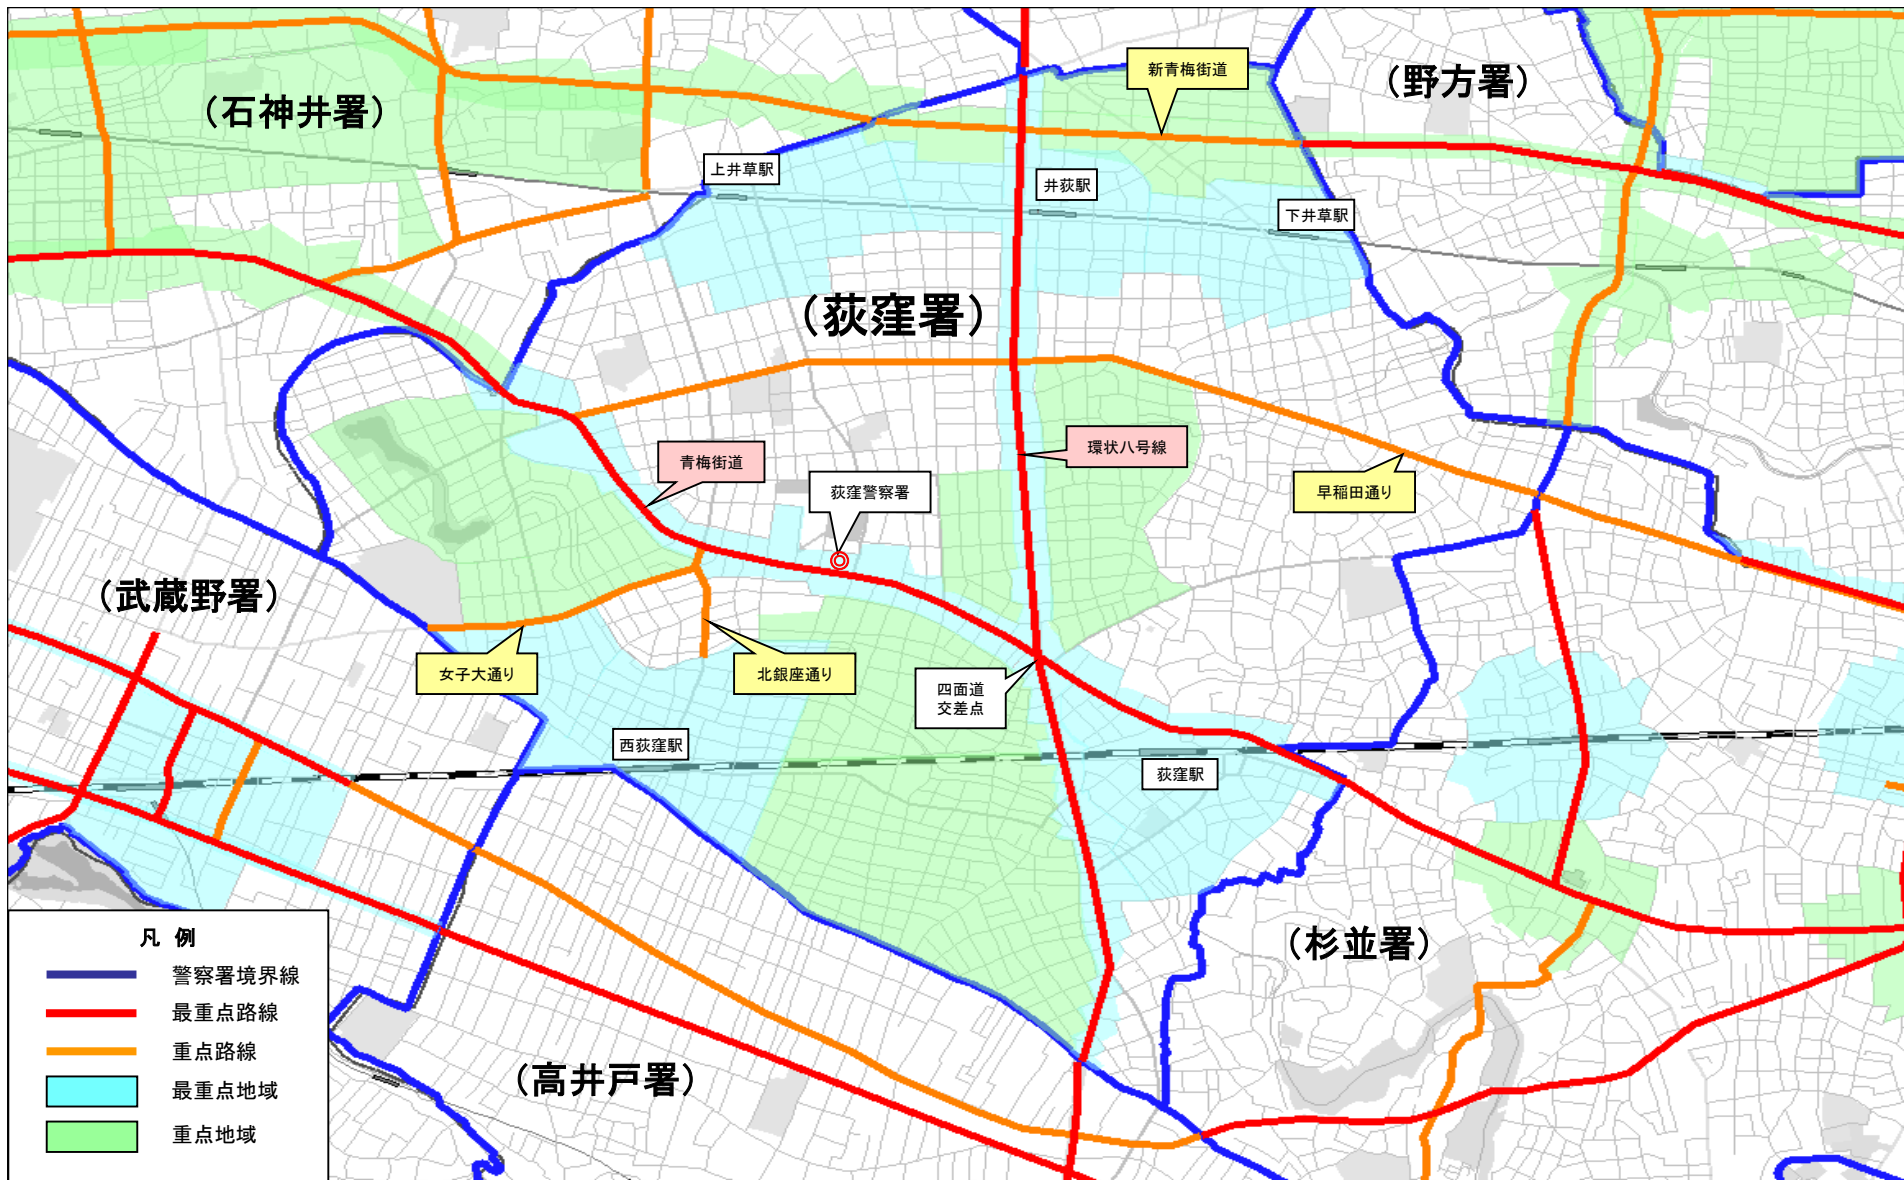 新青梅街道
（野方署）
（石神井署）
上井草駅
井荻駅
下井草駅
（荻窪署）
青梅街道
環状八号線
荻窪警察署
早稲田通り
（武蔵野署）
女子大通り
北銀座通り
四面道
交差点
西荻窪駅
荻窪駅
（杉並署）
（高井戸署）
凡 例
警察署境界線
最重点路線
重点路線
最重点地域
重点地域